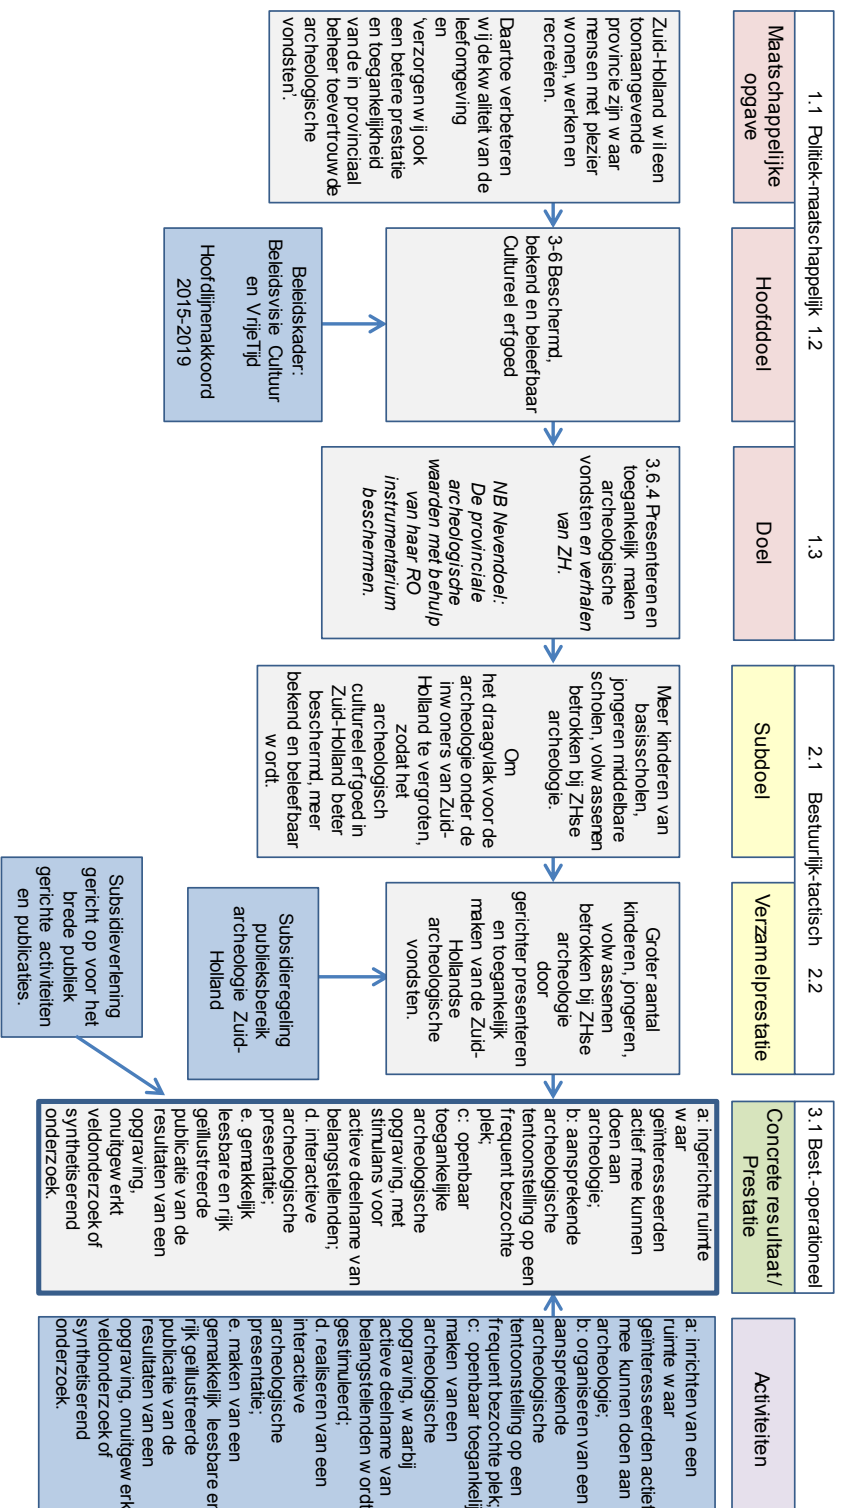 1.1 Politiek-maatschappelijk 1.2
1.3
2.1 Bestuurlijk-tactisch 2.2
3.1 Best.-operationeel
Maatschappelijke
opgave
Hoofddoel
Doel
Subdoel
Verzamelprestatie
Concrete resultaat/
Prestatie
Activiteiten
Zuid-Holland wil een
toonaangevende
provincie zijn waar
mensen met plezier
wonen, werken en
recreëren.
Daartoe verbeteren
wij de kwaliteit van de
leefomgeving
en
'verzorgen wij ook
een betere prestatie
en toegankelijkheid
van de in provinciaal
beheer toevertrouwde
archeologische
vondsten'.
3-6 Beschermd,
bekend en beleefbaar
Cultureel erfgoed
Beleidskader:
Beleidsvisie Cultuur
en VrijeTijd
Hoofdlijnenakkoord
2015-2019
3.6.4 Presenteren en
toegankelijk maken
archeologische
vondsten en verhalen
van ZH.
NB Nevendoel:
De provinciale
archeologische
waarden met behulp
van haar RO
instrumentarium
beschermen.
Meer kinderen van
basisscholen,
jongeren middelbare
scholen, volwassenen
betrokken bij ZHse
archeologie.
Om
het draagvlak voor de
archeologie onder de
inwoners van Zuid-
Holland te vergroten,
zodat het
archeologisch
cultureel erfgoed in
Zuid-Holland beter
beschermd, meer
bekend en beleefbaar
wordt.
Groter aantal
kinderen, jongeren,
volwassenen
betrokken bij ZHse
archeologie
door
gerichter presenteren
en toegankelijk
maken van de Zuid-
Hollandse
archeologische
vondsten.
Subsidieregeling
publieksbereik
archeologie Zuid-
Holland
Subsidieverlening
gericht op voor het
brede publiek
gerichte activiteiten
en publicaties.
a: ingerichte ruimte
waar
geïnteresseerden
actief mee kunnen
doen aan
archeologie;
b: aansprekende
archeologische
tentoonstelling op een
frequent bezochte
plek;
c: openbaar
toegankelijke
archeologische
opgraving, met
stimulans voor
actieve deelname van
belangstellenden;
d. interactieve
archeologische
presentatie;
e. gemakkelijk
leesbare en rijk
geïllustreerde
publicatie van de
resultaten van een
opgraving,
onuitgewerkt
veldonderzoek of
synthetiserend
onderzoek.
a: inrichten van een
ruimte waar
geïnteresseerden actief
mee kunnen doen aan
archeologie;
b: organiseren van een
aansprekende
archeologische
tentoonstelling op een
frequent bezochte plek;
c: openbaar toegankelij
maken van een
archeologische
opgraving, waarbij
actieve deelname van
belangstellenden wordt
gestimuleerd;
d. realiseren van een
interactieve
archeologische
presentatie;
e. maken van een
gemakkelijk leesbare en
rijk geïllustreerde
publicatie van de
resultaten van een
opgraving, onuitgewerk
veldonderzoek of
synthetiserend
onderzoek.